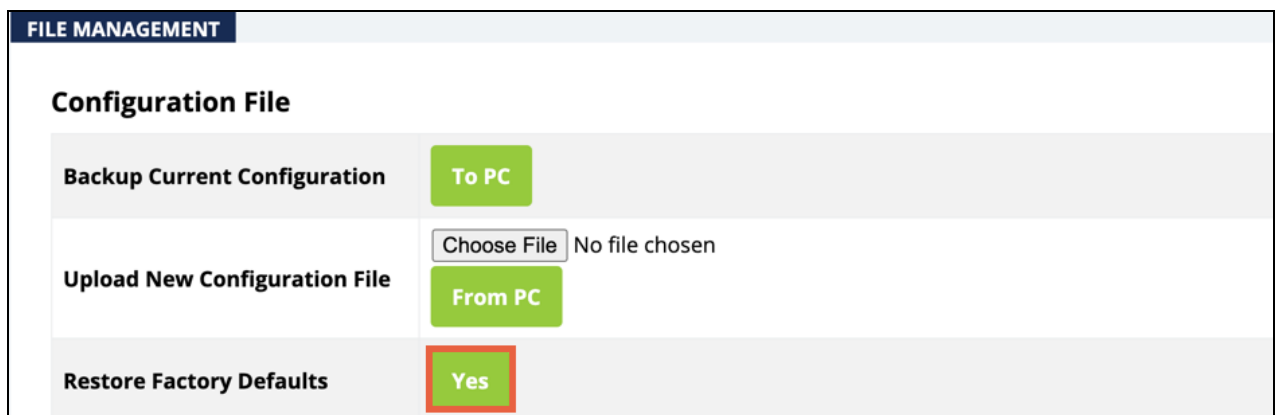 FILE MANAGEMENT
Configuration File
Backup Current Configuration To PC
Choose File No file chosen
Upload New Configuration File
From PC
Restore Factory Defaults Yes